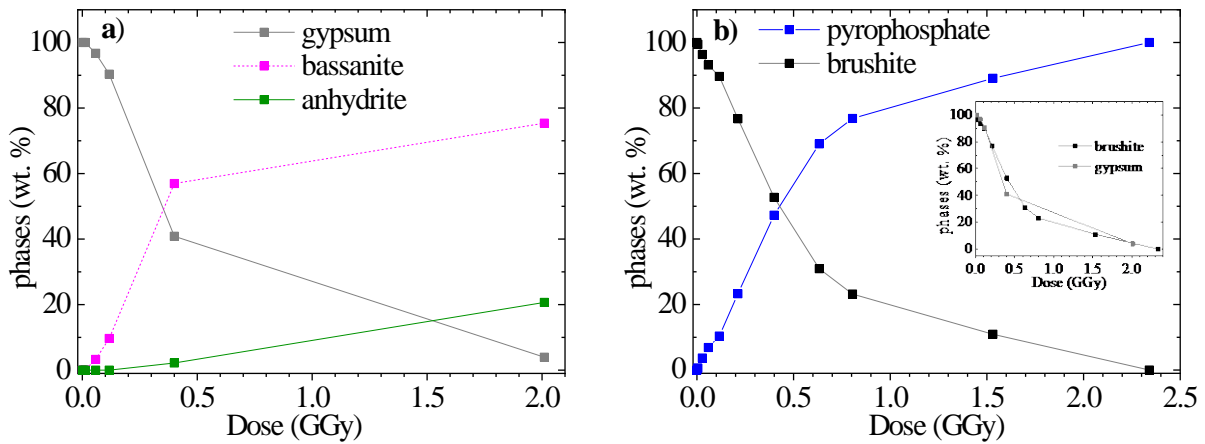 a)
gypsum
bassanite
anhydrite
100
80
60
40
20
0
phases (wt. %)
0.0 0.5 1.0 1.5 2.0
Dose (GGy)
b)
pyrophosphate
brushite
100
80
60
40
20
0
phases (wt. %)
0.0 0.5 1.0 1.5 2.0 2.5
Dose (GGy)
brushite
gypsum
100
80
60
40
20
0
phases (wt. %)
0.0 0.5 1.0 1.5 2.0
Dose (GGy)